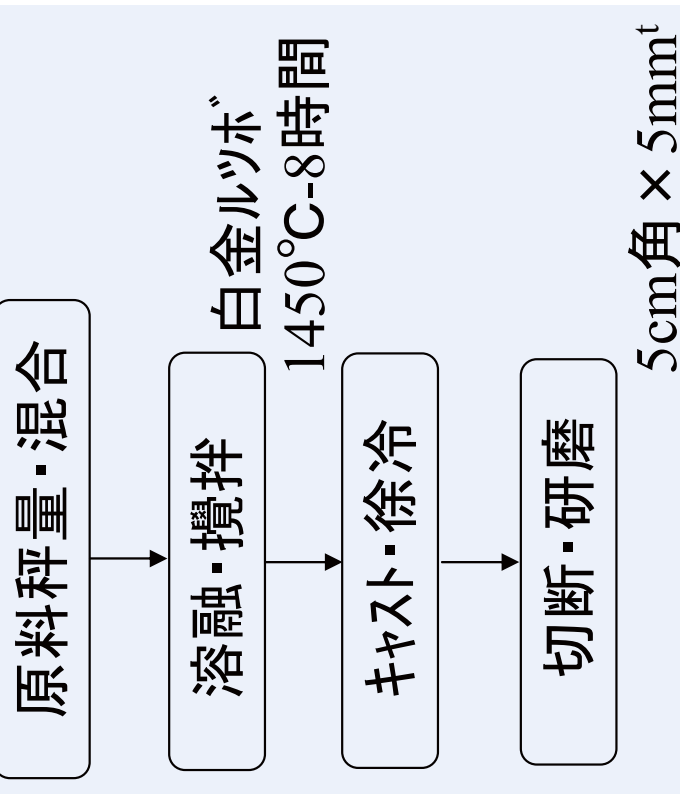 原料秤量・混合
溶融・攪拌
白金ルツボ
1450℃-8時間
キャスト・徐冷
切断・研磨
5cm角×5mmᵗ